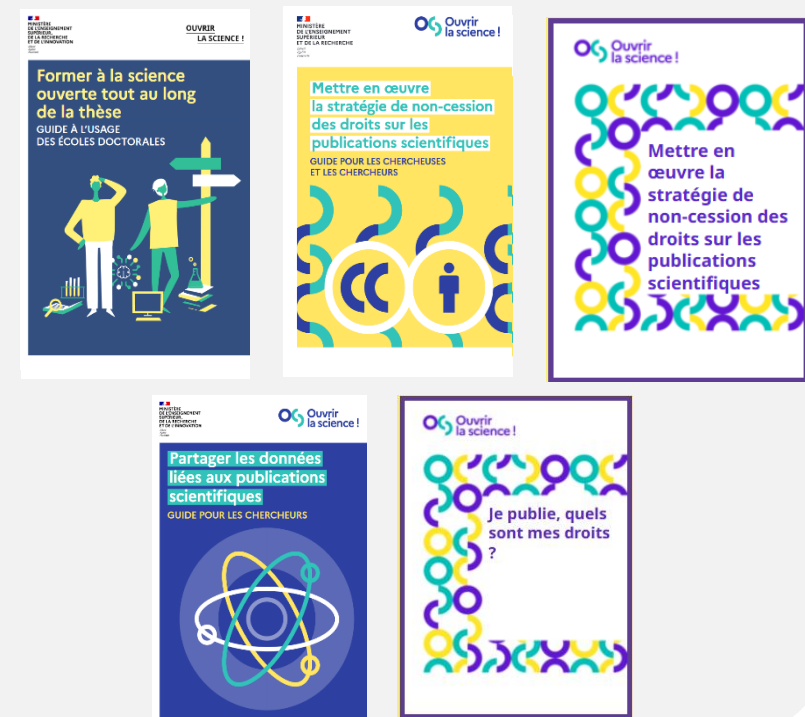 MINISTÈRE
DE L'ENSEIGNEMENT
SUPÉRIEUR,
DE LA RECHERCHE
ET DE L'INNOVATION
OUVRIR
LA SCIENCE !
Former à la science
ouverte tout au long
de la thèse
GUIDE À L'USAGE
DES ÉCOLES DOCTORALES
MINISTÈRE
DE L'ENSEIGNEMENT
SUPÉRIEUR
ET DE LA RECHERCHE
Ouvrir
la science !
Mettre en œuvre
la stratégie de non-cession
des droits sur les
publications scientifiques
GUIDE POUR LES CHERCHEUSES
ET LES CHERCHEURS
CC
Ouvrir
la science !
Mettre en
œuvre la
stratégie de
non-cession des
droits sur les
publications
scientifiques
MINISTÈRE
DE L'ENSEIGNEMENT
SUPÉRIEUR,
DE LA RECHERCHE
ET DE L'INNOVATION
Ouvrir
la science !
Partager les données
liées aux publications
scientifiques
GUIDE POUR LES CHERCHEURS
Ouvrir
la science !
Je publie, quels
sont mes droits
?